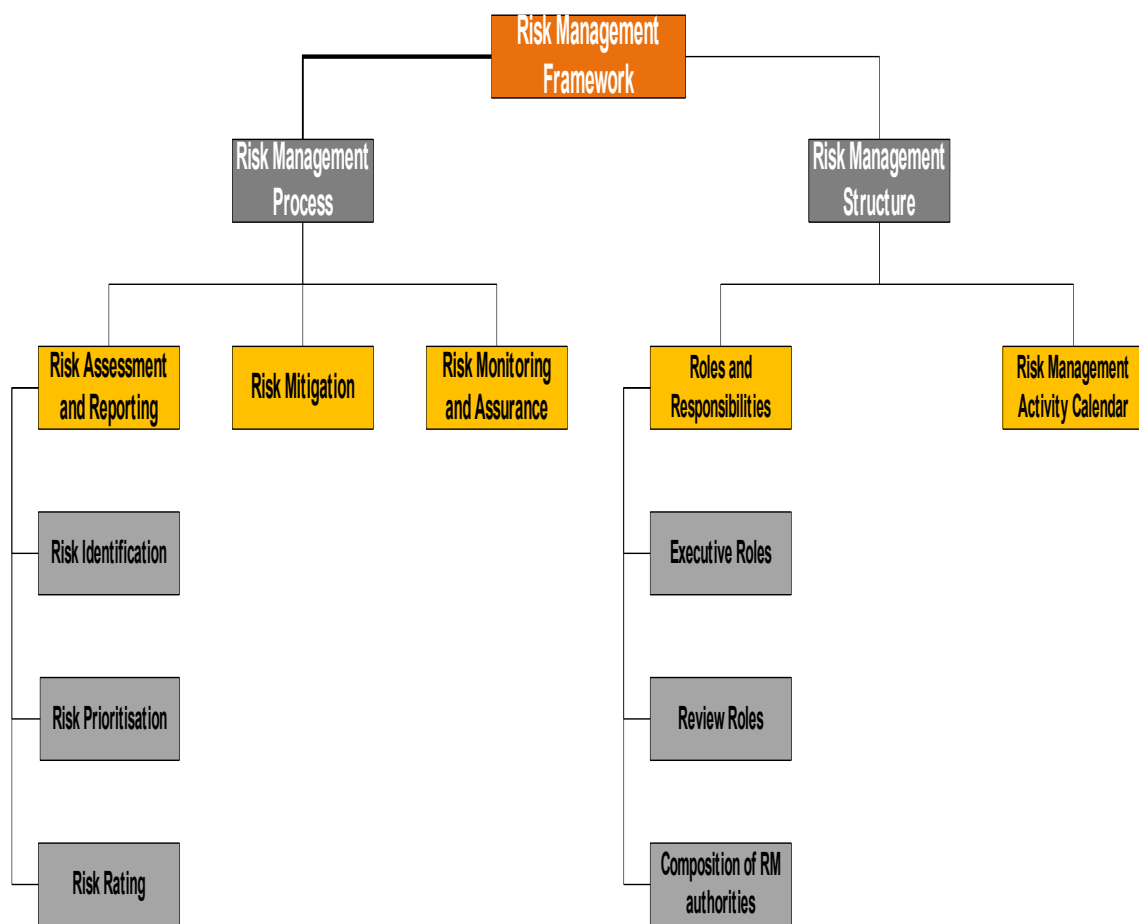 Risk Management
Framework
Risk Management
Process
Risk Management
Structure
Risk Assessment
and Reporting
Risk Mitigation
Risk Monitoring
and Assurance
Roles and
Responsibilities
Risk Management
Activity Calendar
Risk Identification
Executive Roles
Risk Prioritisation
Review Roles
Risk Rating
Composition of RM
authorities